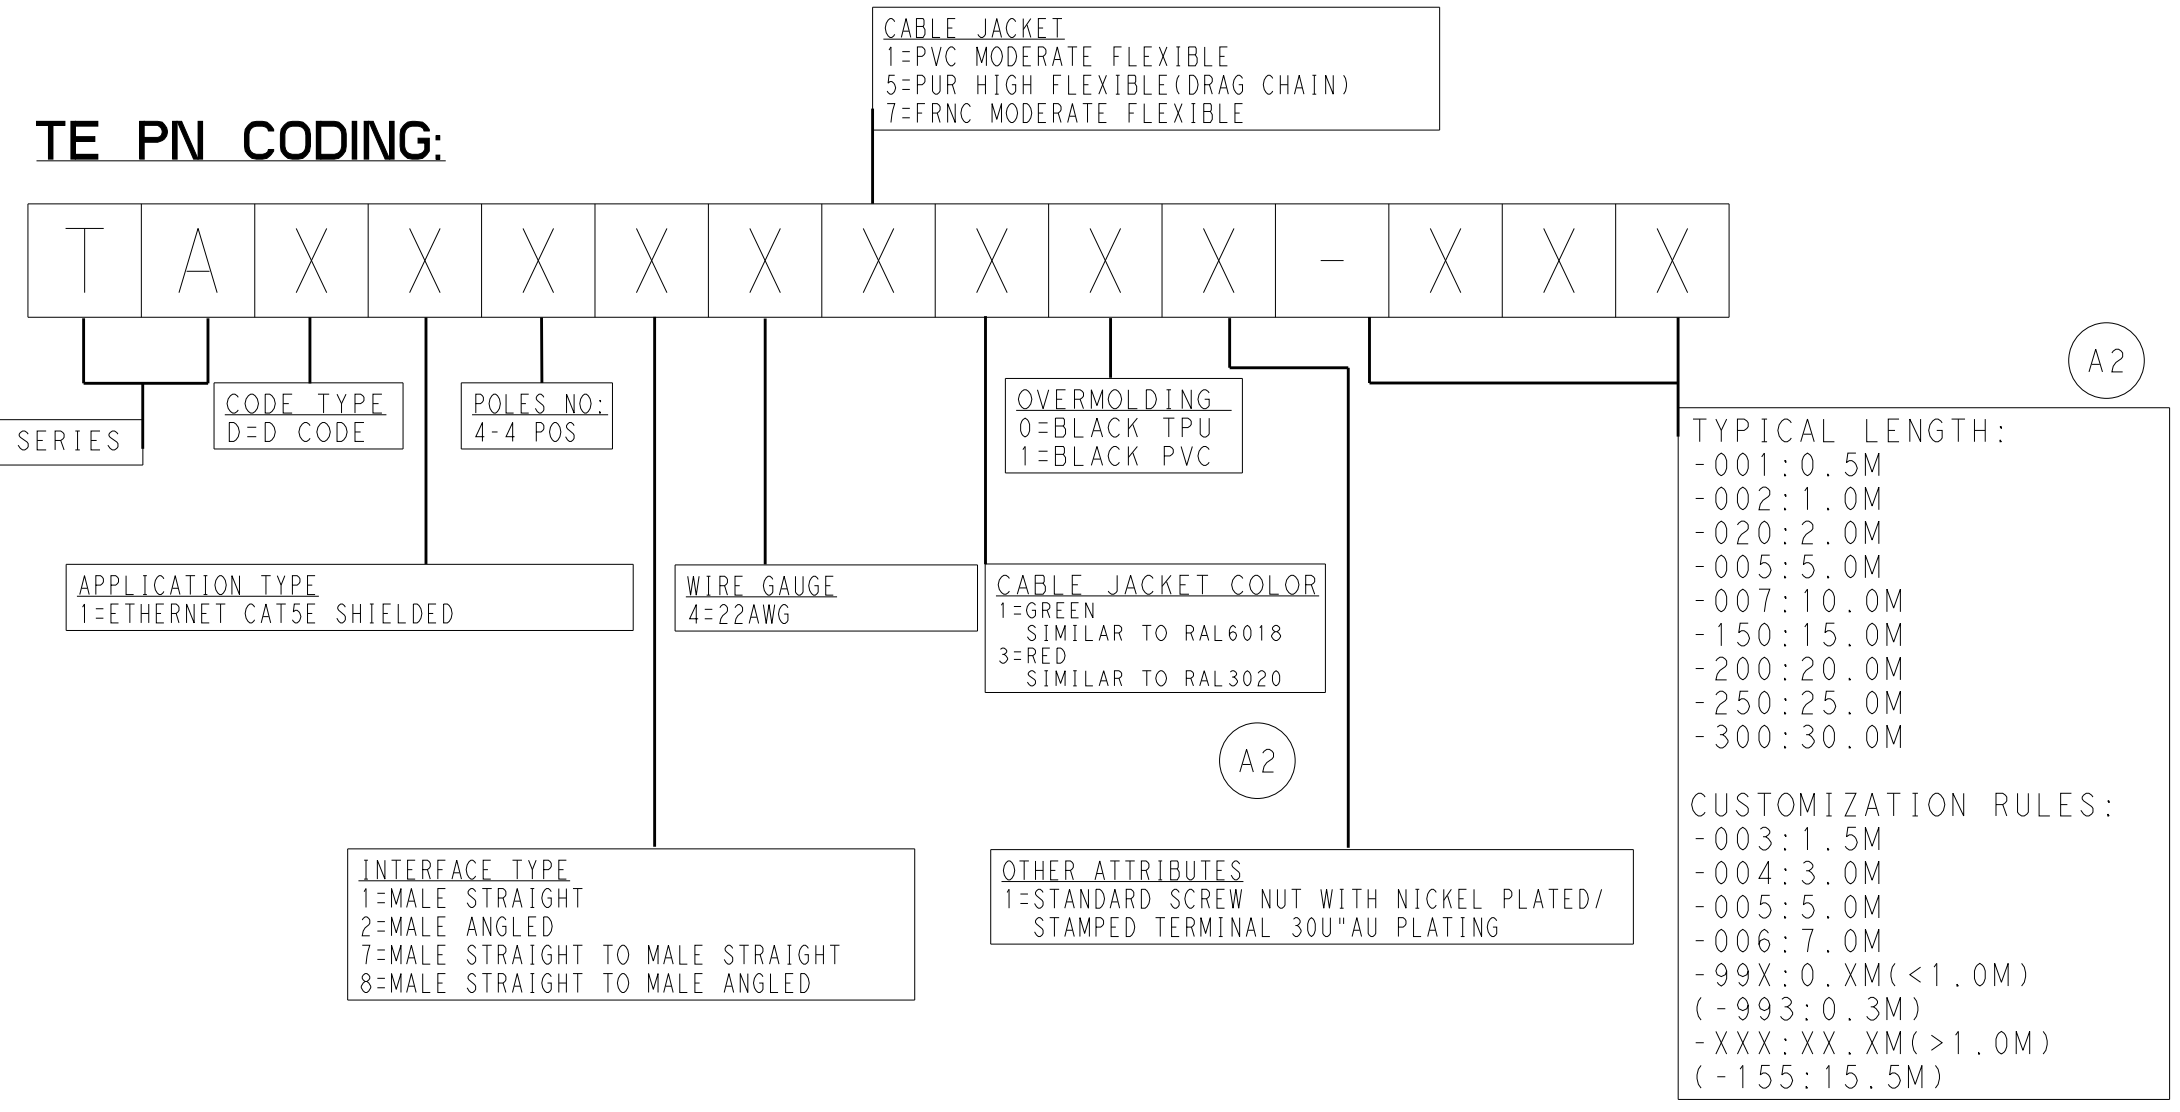 CABLE JACKET
1=PVC MODERATE FLEXIBLE
5=PUR HIGH FLEXIBLE(DRAG CHAIN)
7=FRNC MODERATE FLEXIBLE
TE PN CODING:
T A X X X X X X X X X - X X X
SERIES
CODE TYPE
D=D CODE
POLES NO:
4-4 POS
OVERMOLDING
0=BLACK TPU
1=BLACK PVC
A2
APPLICATION TYPE
1=ETHERNET CAT5E SHIELDED
WIRE GAUGE
4=22AWG
CABLE JACKET COLOR
1=GREEN
SIMILAR TO RAL6018
3=RED
SIMILAR TO RAL3020
A2
INTERFACE TYPE
1=MALE STRAIGHT
2=MALE ANGLED
7=MALE STRAIGHT TO MALE STRAIGHT
8=MALE STRAIGHT TO MALE ANGLED
OTHER ATTRIBUTES
1=STANDARD SCREW NUT WITH NICKEL PLATED/
STAMPED TERMINAL 30U"AU PLATING
TYPICAL LENGTH:
-001:0.5M
-002:1.0M
-020:2.0M
-005:5.0M
-007:10.0M
-150:15.0M
-200:20.0M
-250:25.0M
-300:30.0M
CUSTOMIZATION RULES:
-003:1.5M
-004:3.0M
-005:5.0M
-006:7.0M
-99X:0.XM(<1.0M)
(-993:0.3M)
-XXX:XX.XM(>1.0M)
(-155:15.5M)